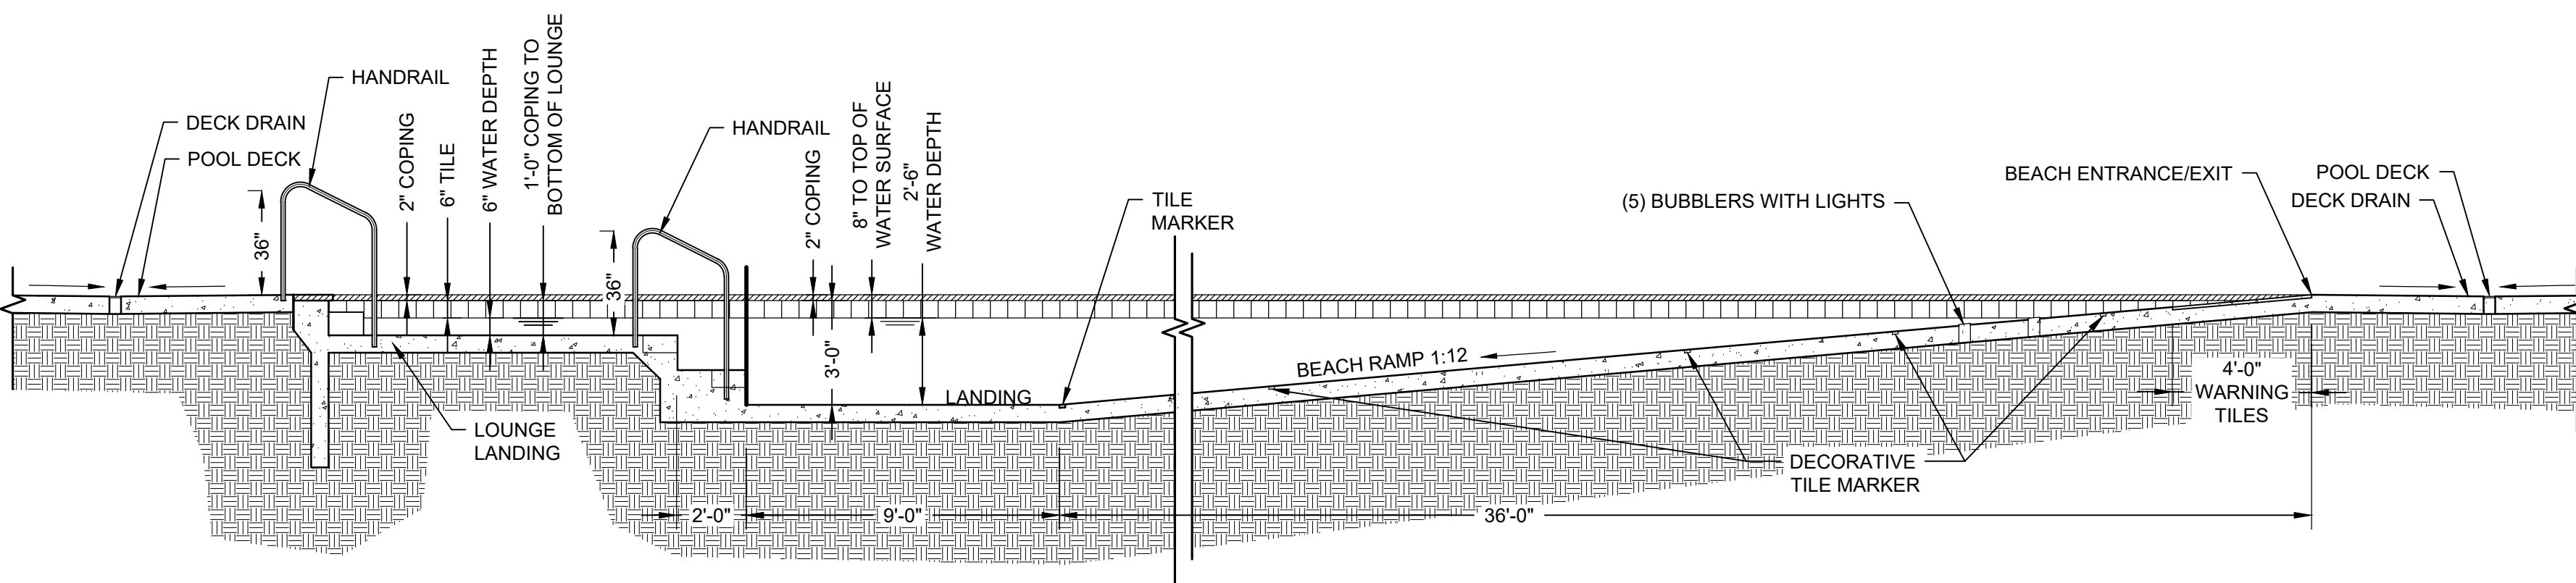 HANDRAIL
DECK DRAIN
POOL DECK
36"
2" COPING
6" TILE
6" WATER DEPTH
1'-0" COPING TO
BOTTOM OF LOUNGE
HANDRAIL
36"
2" COPING
8" TO TOP OF
WATER SURFACE
2'-6"
WATER DEPTH
3'-0"
TILE
MARKER
LANDING
LOUNGE
LANDING
BEACH RAMP 1:12
(5) BUBBLERS WITH LIGHTS
BEACH ENTRANCE/EXIT
POOL DECK
DECK DRAIN
4'-0"
WARNING
TILES
DECORATIVE
TILE MARKER
2'-0"
9'-0"
36'-0"